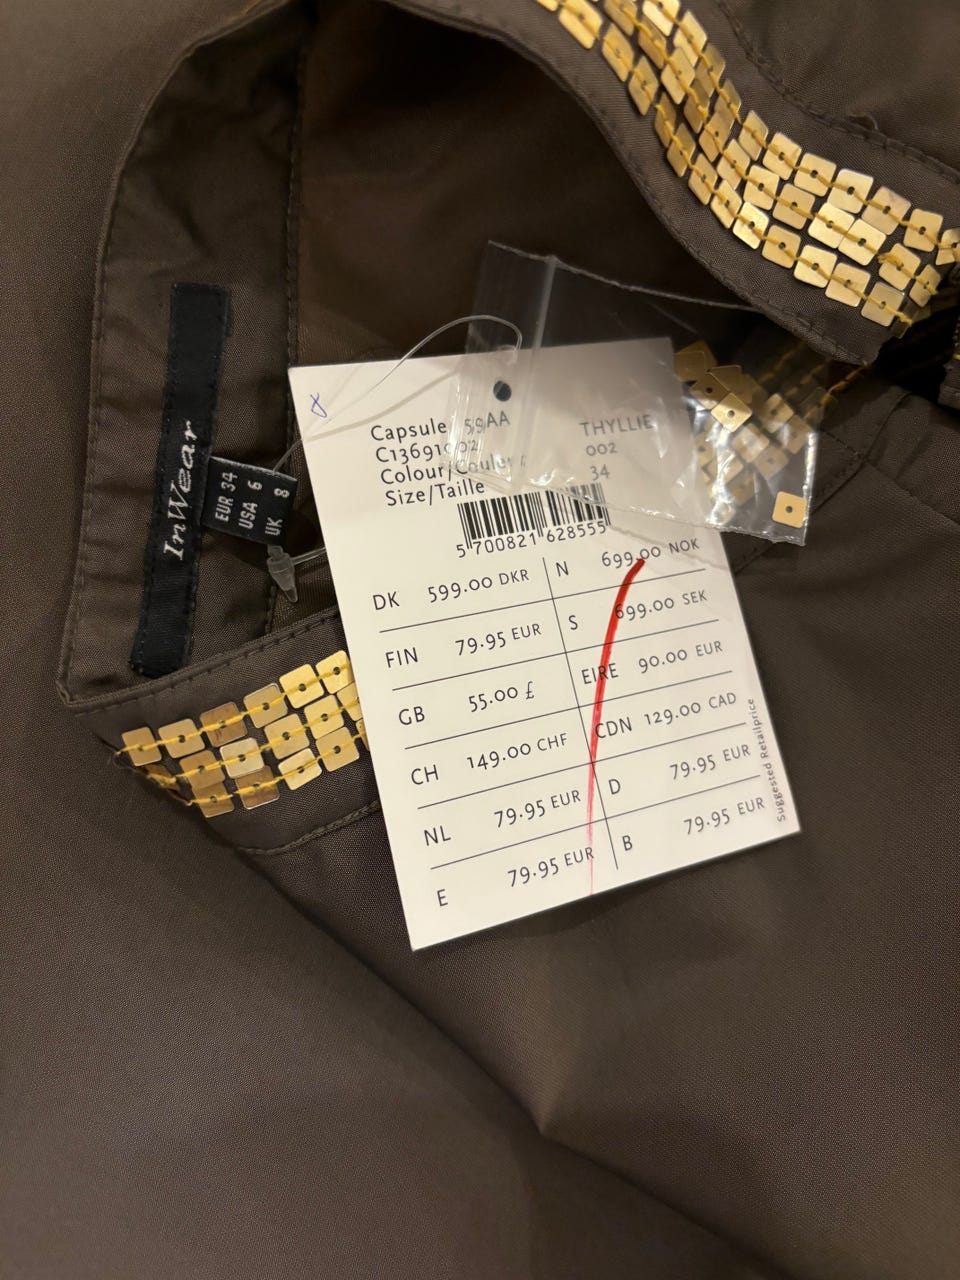 InWear
EUR 34
USA 6
UK 8
Capsule 5/9AA THYLLIE
C13691002 002
Colour/Couleur 34
Size/Taille
5 700821 628555
DK 599.00 DKR N 699.00 NOK
FIN 79.95 EUR S 699.00 SEK
GB 55.00 £ EIRE 90.00 EUR
CH 149.00 CHF CDN 129.00 CAD
NL 79.95 EUR D 79.95 EUR
E 79.95 EUR B 79.95 EUR
Suggested Retailprice